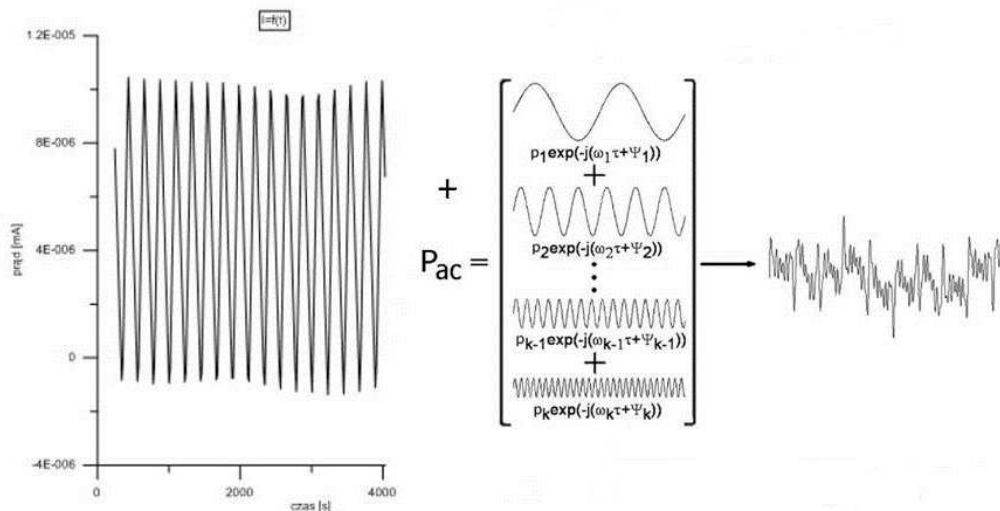 I=f(T)
1.2E-005
8E-006
4E-006
0
-4E-006
prąd [mA]
0
2000
4000
czas [s]
+
Pac =
p1exp(-j(ω1τ+Ψ1))
+
p2exp(-j(ω2τ+Ψ2))
pk-1exp(-j(ωk-1τ+Ψk-1))
+
pkexp(-j(ωkτ+Ψk))